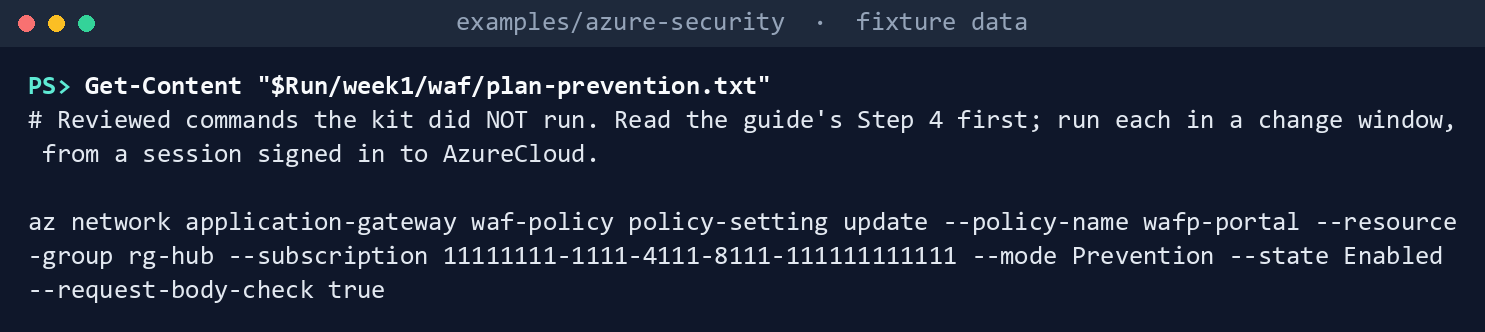 examples/azure-security · fixture data
PS> Get-Content "$Run/week1/waf/plan-prevention.txt"
# Reviewed commands the kit did NOT run. Read the guide's Step 4 first; run each in a change window,
from a session signed in to AzureCloud.
az network application-gateway waf-policy policy-setting update --policy-name wafp-portal --resource
-group rg-hub --subscription 11111111-1111-4111-8111-111111111111 --mode Prevention --state Enabled
--request-body-check true